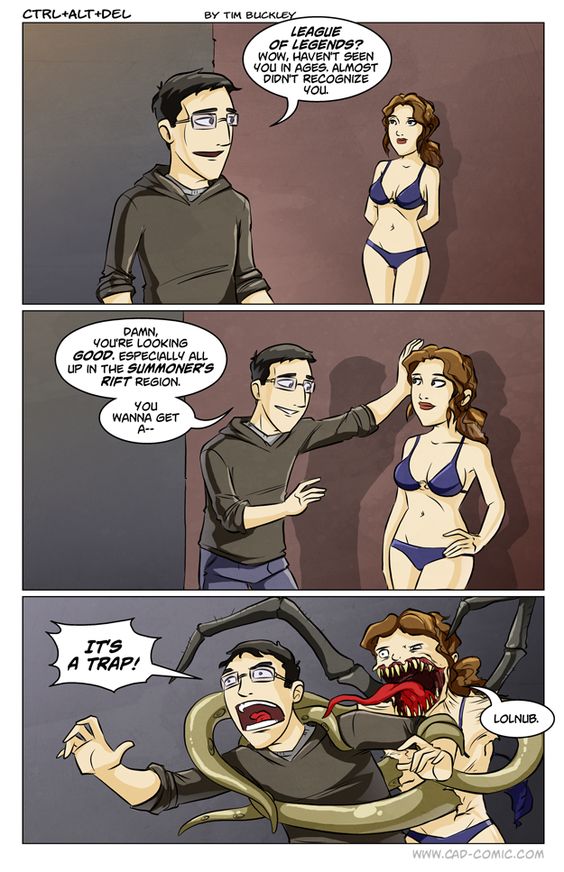 CTRL+ALT+DEL BY TIM BUCKLEY
LEAGUE
OF LEGENDS?
WOW, HAVEN'T SEEN
YOU IN AGES. ALMOST
DIDN'T RECOGNIZE
YOU.
DAMN,
YOU'RE LOOKING
GOOD. ESPECIALLY ALL
UP IN THE SUMMONER'S
RIFT REGION.
YOU
WANNA GET
A--
IT'S
A TRAP!
LOLNUB.
WWW.CAD-COMIC.COM